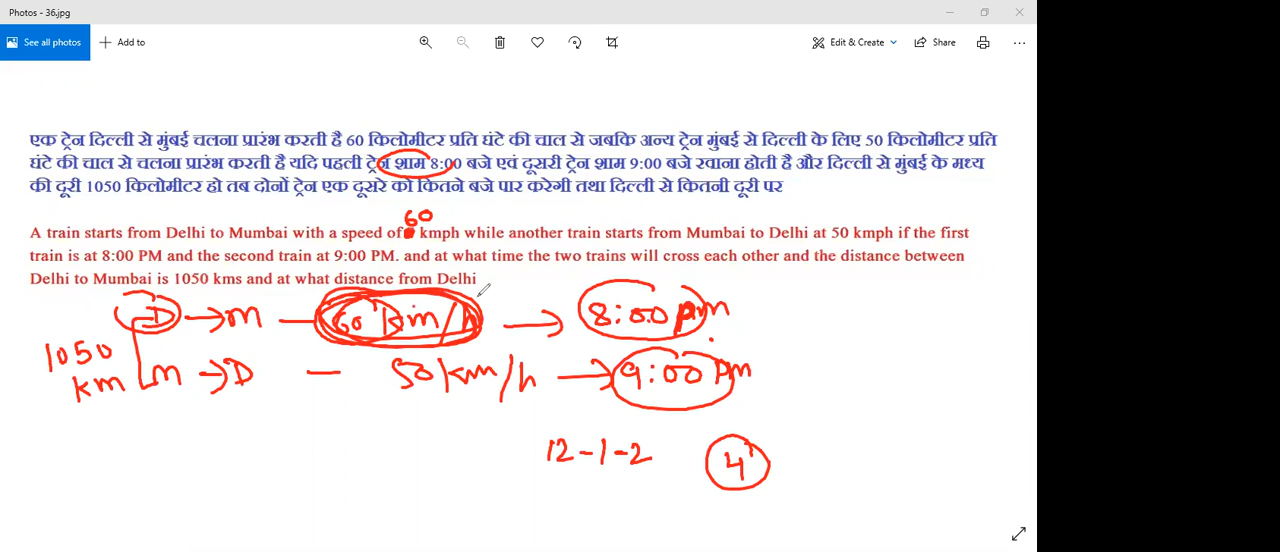 Photos - 36.jpg
See all photos
Add to
Edit & Create
Share
एक ट्रेन दिल्ली से मुंबई चलना प्रारंभ करती है 60 किलोमीटर प्रति घंटे की चाल से जबकि अन्य ट्रेन मुंबई से दिल्ली के लिए 50 किलोमीटर प्रति
घंटे की चाल से चलना प्रारंभ करती है यदि पहली ट्रेन शाम 8:00 बजे एवं दूसरी ट्रेन शाम 9:00 बजे रवाना होती है और दिल्ली से मुंबई के मध्य
की दूरी 1050 किलोमीटर हो तब दोनों ट्रेन एक दूसरे को कितने बजे पार करेगी तथा दिल्ली से कितनी दूरी पर
60
A train starts from Delhi to Mumbai with a speed of kmph while another train starts from Mumbai to Delhi at 50 kmph if the first
train is at 8:00 PM and the second train at 9:00 PM. and at what time the two trains will cross each other and the distance between
Delhi to Mumbai is 1050 kms and at what distance from Delhi
D → m — 60 km/h → 8:00 pm
1050 km
m → D — 50 km/h → 9:00 pm
12-1-2 4